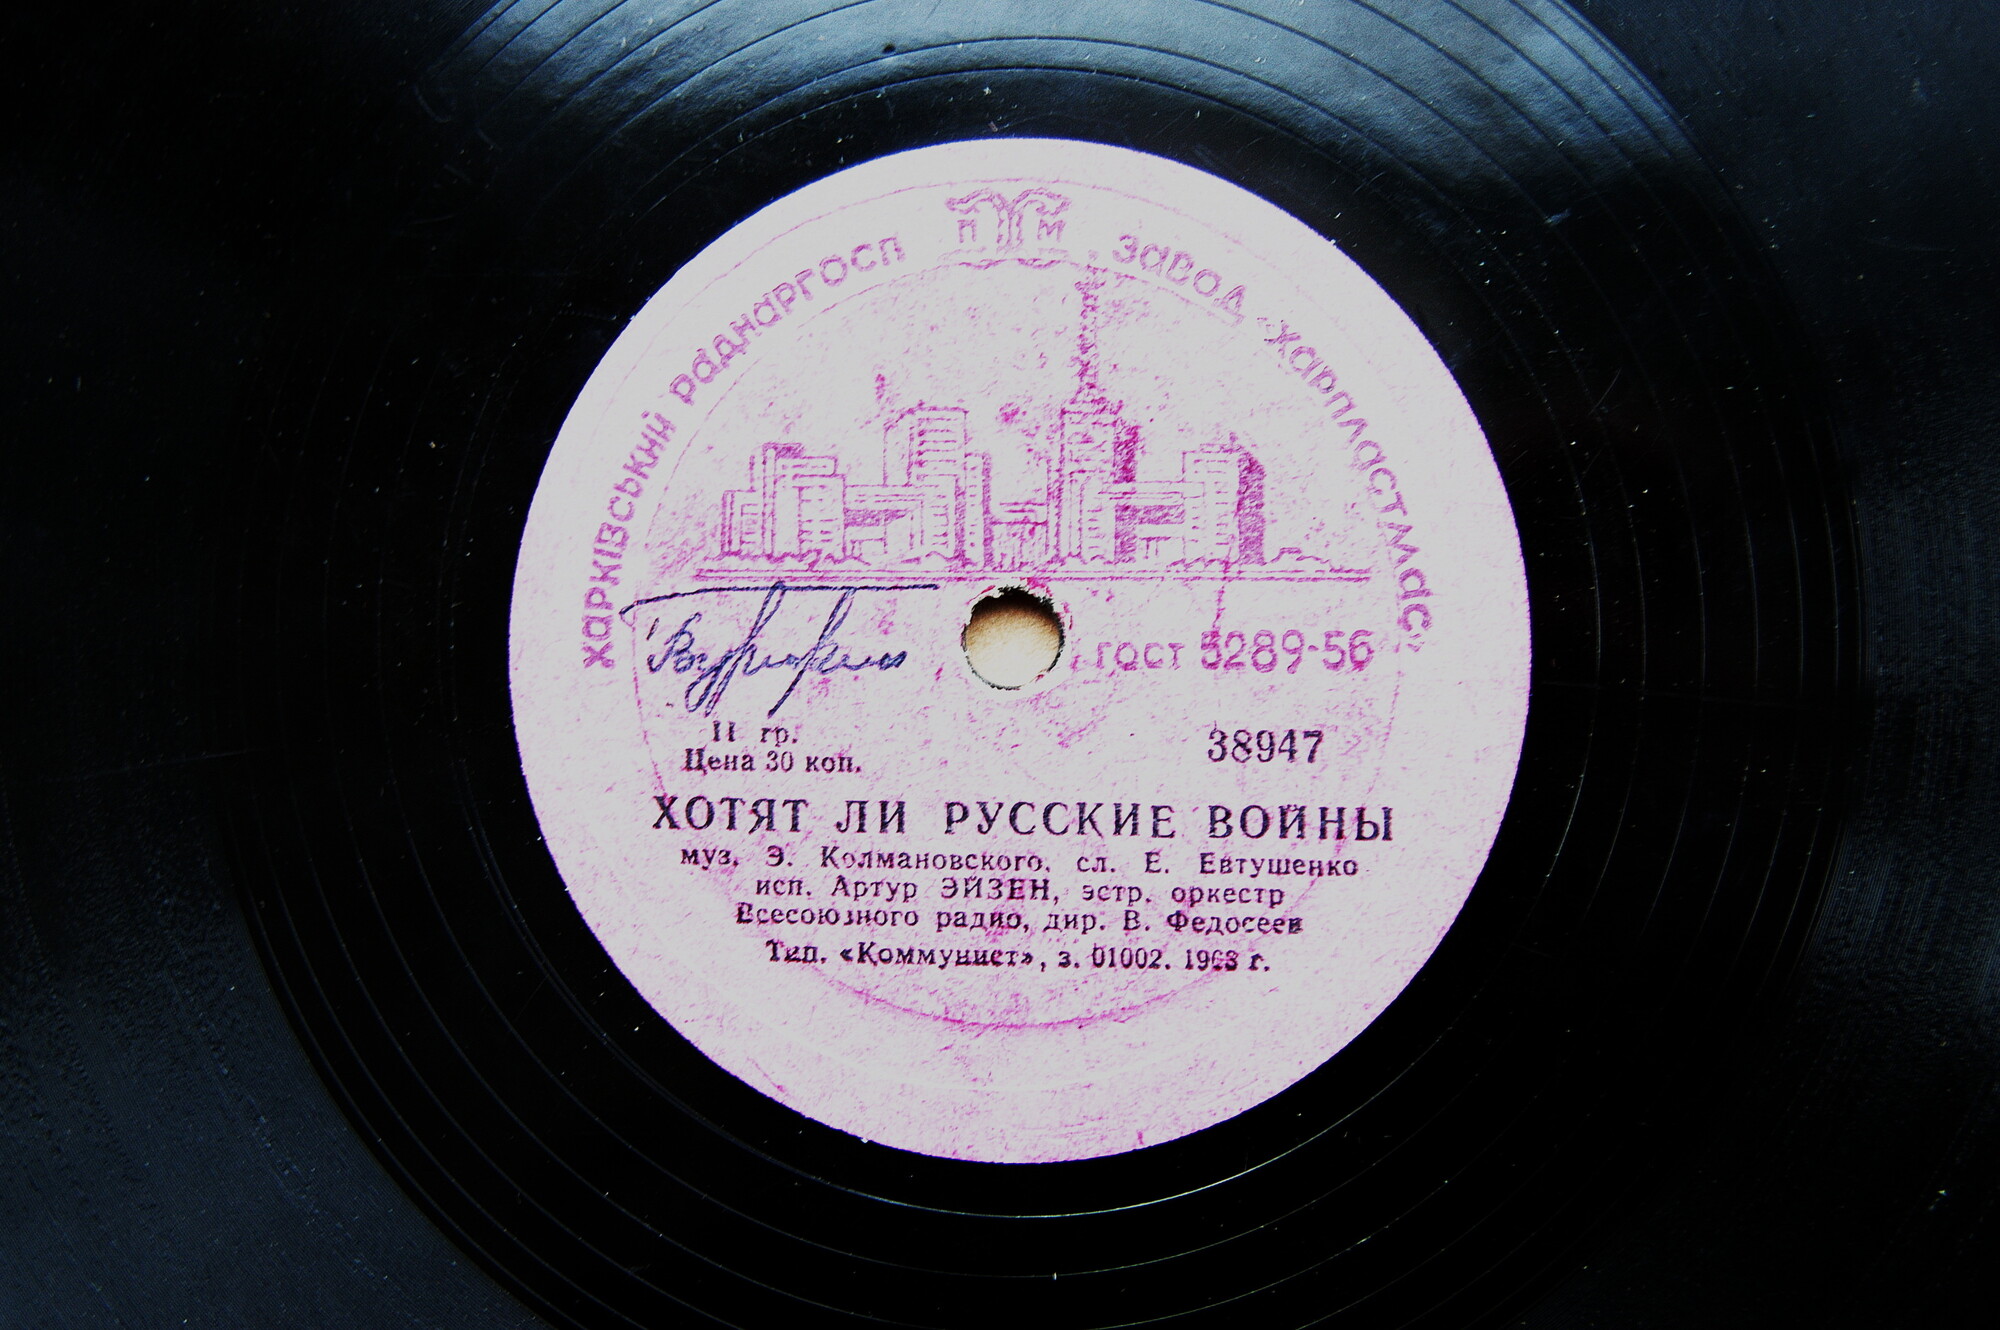 ХАРКІВСЬКИЙ РАДНАРГОСП
П М
ЗАВОД «ХАРПЛАСТМАС»
ГОСТ 5289-56
II гр.
Цена 30 коп.
38947
ХОТЯТ ЛИ РУССКИЕ ВОЙНЫ
муз. Э. Колмановского, сл. Е. Евтушенко
исп. Артур ЭЙЗЕН, эстр. оркестр
Всесоюзного радио, дир. В. Федосеев
Тип. «Коммунист», з. 01002. 1963 г.